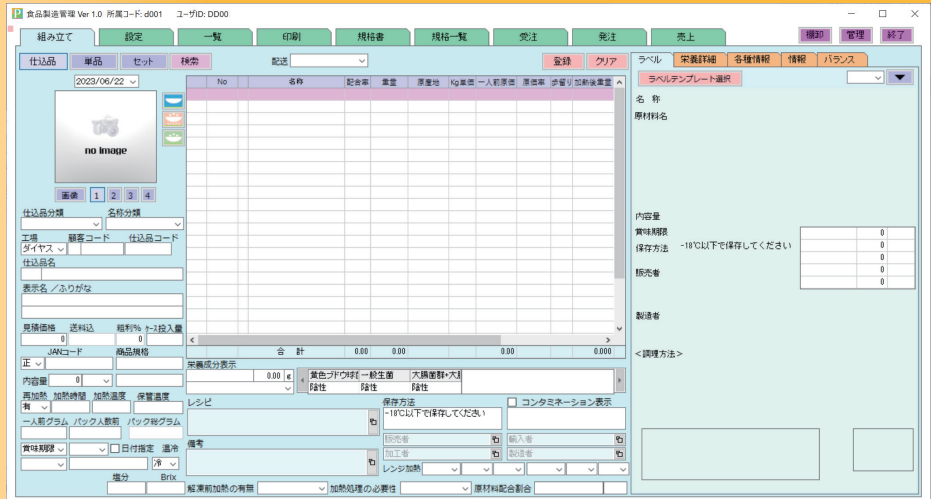 食品製造管理 Ver 1.0 所属コード: d001 ユーザID: DD00
組み立て 設定 一覧 印刷 規格書 規格一覧 受注 発注 売上 棚卸 管理 終了
仕込品 単品 セット 検索 配送 登録 クリア
ラベル 栄養詳細 各種情報 情報 バランス
2023/06/22
ラベルテンプレート選択
No 名称 配合率 重量 原産地 Kg単価 一人前原価 原価率 歩留り 加熱後重量
名 称
原材料名
no image
画像 1 2 3 4
仕込品分類 名称分類
内容量
工場 顧客コード 仕込品コード
ダイヤス
賞味期限 0
保存方法 -18℃以下で保存してください 0
0
仕込品名
販売者 0
0
表示名 /ふりがな
製造者
見積価格 送料込 粗利% ケース投入量
0 0
JANコード 商品規格
合 計 0.00 0.00 0.00 0.000
<調理方法>
正
栄養成分表示
内容量 0
0.00 g 黄色ブドウ球菌 一般生菌 大腸菌群+大腸
陰性 陰性 陰性
再加熱 加熱時間 加熱温度 保管温度
有
レシピ 保存方法 コンタミネーション表示
-18℃以下で保存してください
一人前グラム パック人数前 パック総グラム
販売者 輸入者
賞味期限 日付指定 温冷
備考 加工者 製造者
冷
レンジ加熱
塩分 Brix
解凍前加熱の有無 加熱処理の必要性 原材料配合割合